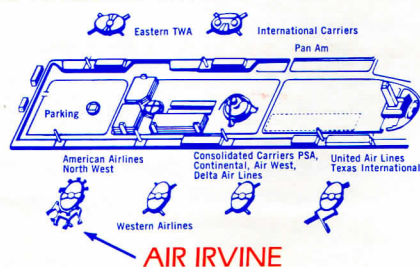 Eastern TWA
International Carriers
Pan Am
Parking
American Airlines
North West
Consolidated Carriers PSA,
Continental, Air West,
Delta Air Lines
United Air Lines
Texas International
Western Airlines
AIR IRVINE